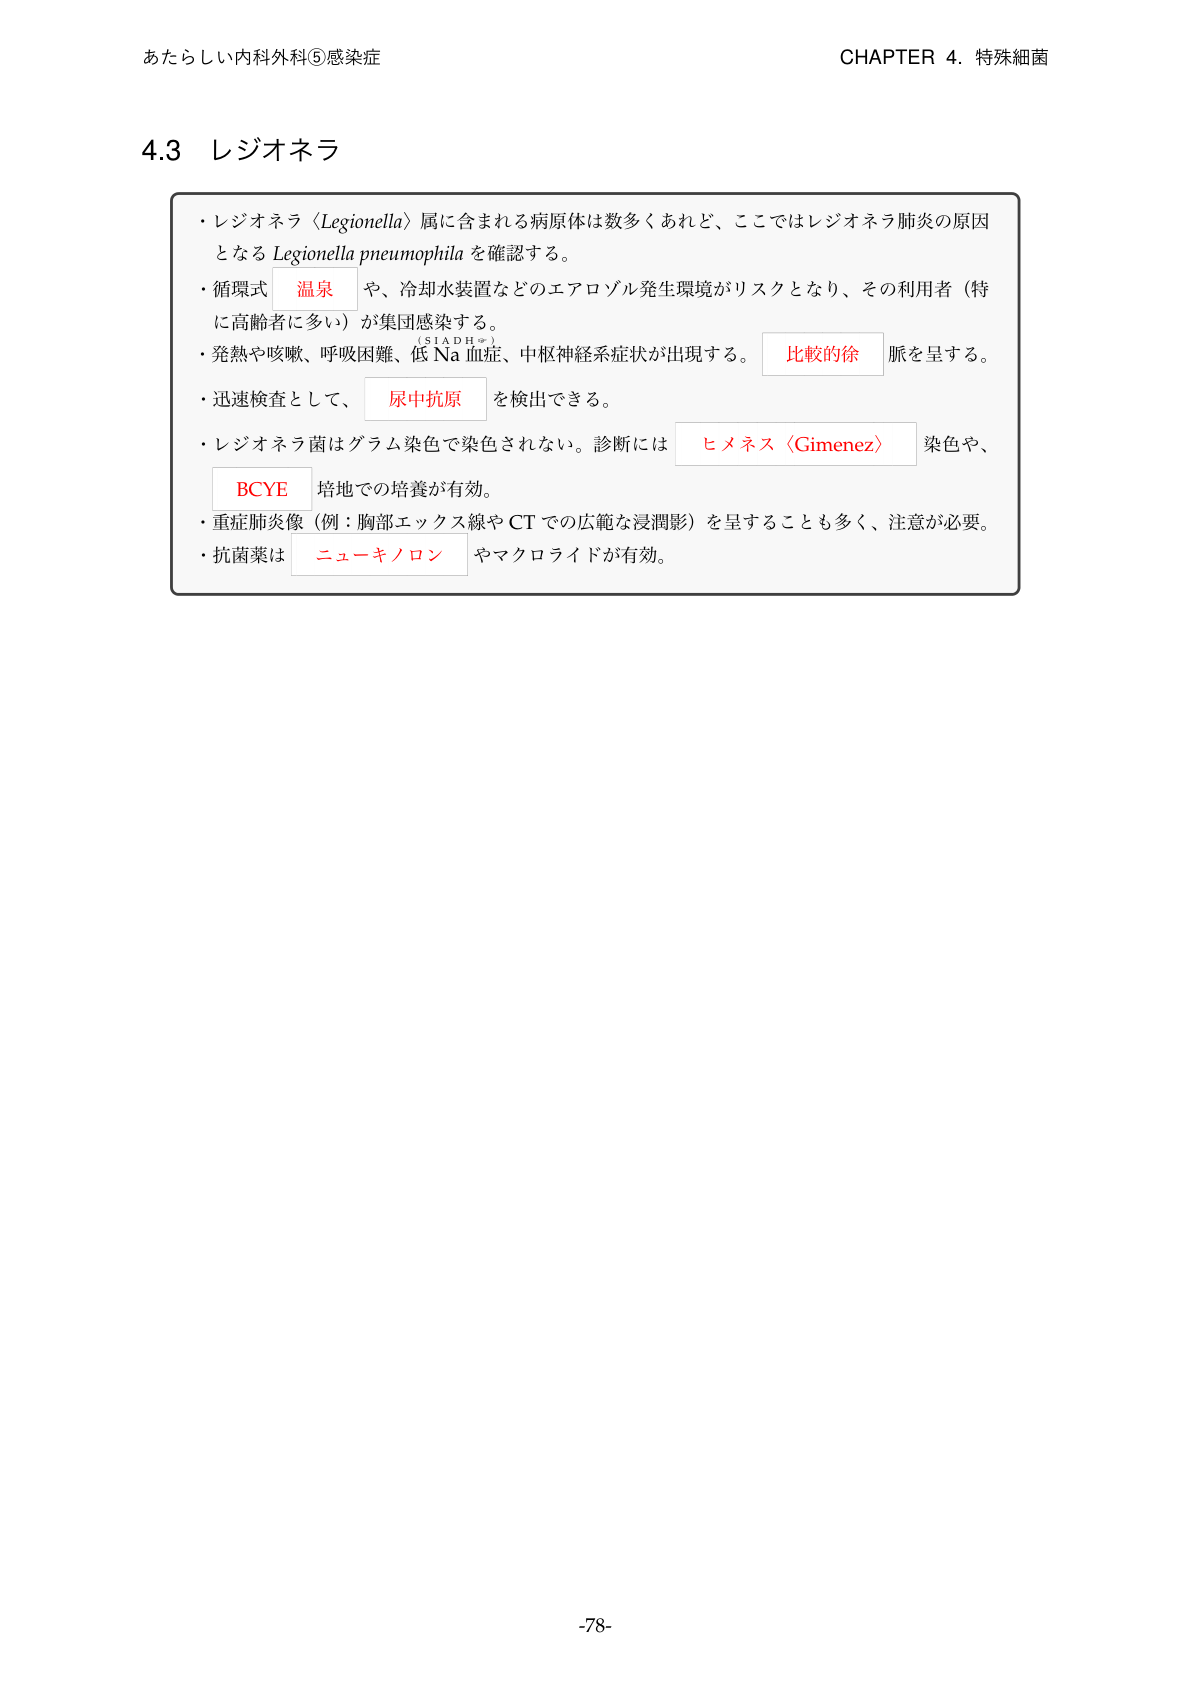 あたらしい内科外科⑤感染症 CHAPTER 4. 特殊細菌
4.3 レジオネラ
・レジオネラ〈Legionella〉属に含まれる病原体は数多くあれど、ここではレジオネラ肺炎の原因
となる Legionella pneumophila を確認する。
・循環式 温泉 や、冷却水装置などのエアロゾル発生環境がリスクとなり、その利用者（特
に高齢者に多い）が集団感染する。
(SIADH☞)
・発熱や咳嗽、呼吸困難、低 Na 血症、中枢神経系症状が出現する。 比較的徐 脈を呈する。
・迅速検査として、 尿中抗原 を検出できる。
・レジオネラ菌はグラム染色で染色されない。診断には ヒメネス〈Gimenez〉 染色や、
BCYE 培地での培養が有効。
・重症肺炎像（例：胸部エックス線や CT での広範な浸潤影）を呈することも多く、注意が必要。
・抗菌薬は ニューキノロン やマクロライドが有効。
-78-